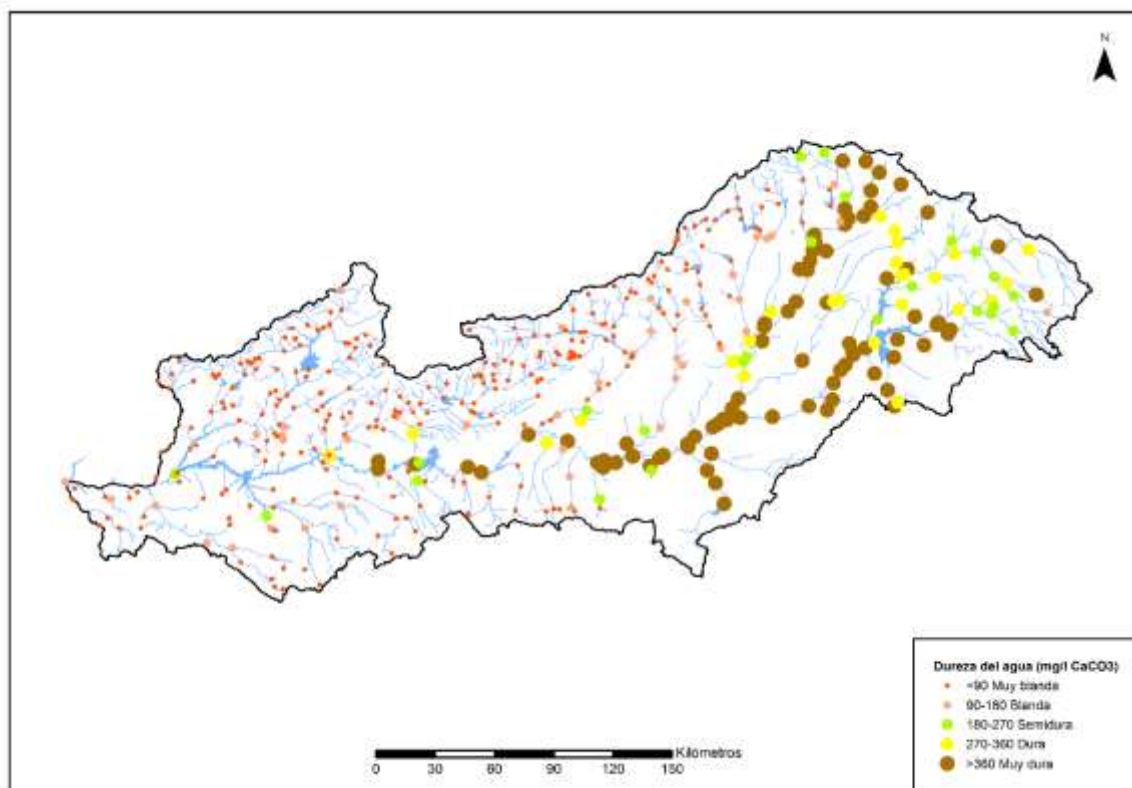 N
Dureza del agua (mg/l CaCO3)
<90 Muy blanda
90-180 Blanda
180-270 Semidura
270-360 Dura
>360 Muy dura
Kilómetros
0 30 60 90 120 150